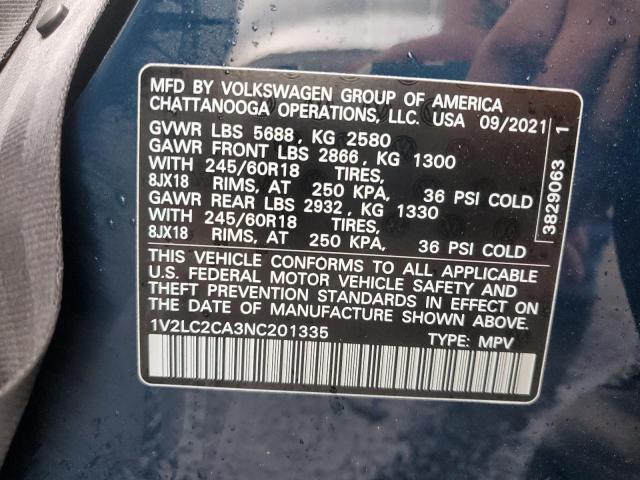 MFD BY VOLKSWAGEN GROUP OF AMERICA
CHATTANOOGA OPERATIONS, LLC. USA 09/2021
GVWR LBS 5688, KG 2580
GAWR FRONT LBS 2866, KG 1300
WITH 245/60R18 TIRES,
8JX18 RIMS, AT 250 KPA, 36 PSI COLD
GAWR REAR LBS 2932, KG 1330
WITH 245/60R18 TIRES,
8JX18 RIMS, AT 250 KPA, 36 PSI COLD
THIS VEHICLE CONFORMS TO ALL APPLICABLE
U.S. FEDERAL MOTOR VEHICLE SAFETY AND
THEFT PREVENTION STANDARDS IN EFFECT ON
THE DATE OF MANUFACTURE SHOWN ABOVE.
1V2LC2CA3NC201335 TYPE: MPV
3829063 1